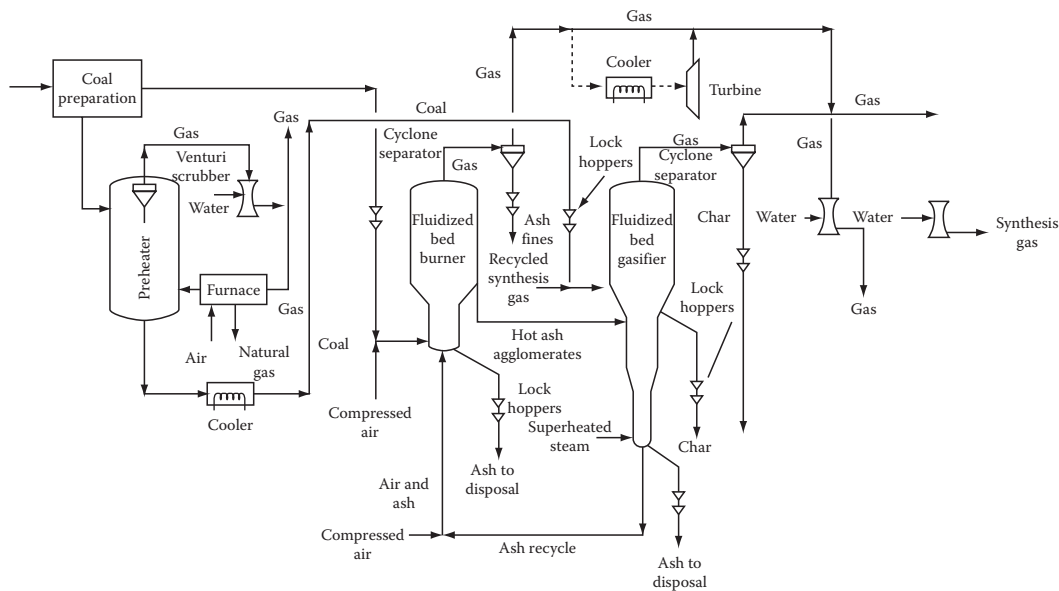 Gas
Coal
preparation
Gas
Cooler
Turbine
Gas
Coal
Gas
Gas
Venturi
scrubber
Water
Cyclone
separator
Gas
Lock
hoppers
Gas
Cyclone
separator
Gas
Preheater
Fluidized
bed
burner
Ash
fines
Recycled
synthesis
gas
Fluidized
bed
gasifier
Char
Water
Water
Synthesis
gas
Furnace
Gas
Lock
hoppers
Gas
Air
Natural
gas
Coal
Hot ash
agglomerates
Cooler
Compressed
air
Lock
hoppers
Superheated
steam
Char
Ash to
disposal
Air and
ash
Compressed
air
Ash recycle
Ash to
disposal